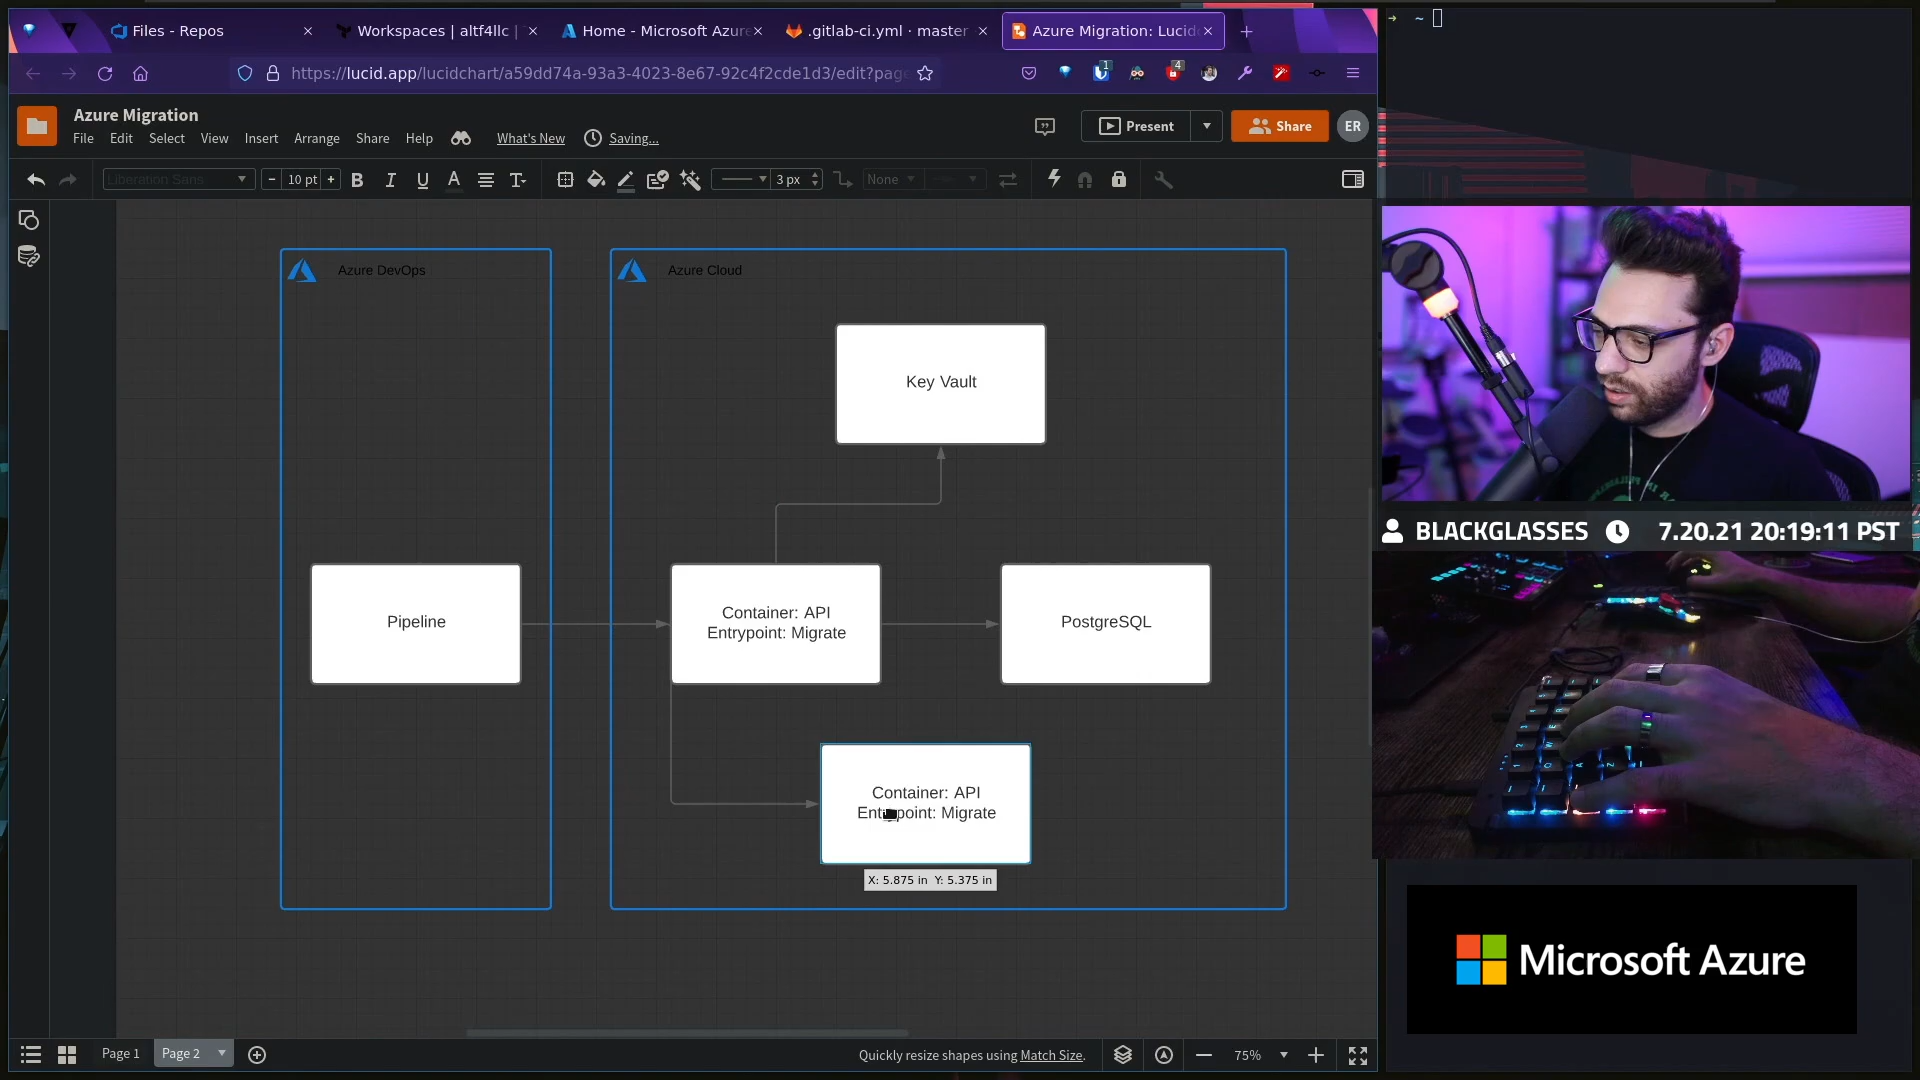 Files - Repos
Workspaces | altf4llc |
Home - Microsoft Azure
.gitlab-ci.yml · master
Azure Migration: Lucid
https://lucid.app/lucidchart/a59dd74a-93a3-4023-8e67-92c4f2cde1d3/edit?page
1
4
Azure Migration
File Edit Select View Insert Arrange Share Help What's New Saving...
Present
Share
ER
Liberation Sans
10 pt
B I U A T
3 px
None
Azure DevOps
Azure Cloud
Key Vault
Pipeline
Container: API
Entrypoint: Migrate
PostgreSQL
Container: API
Entrypoint: Migrate
X: 5.875 in Y: 5.375 in
Page 1
Page 2
Quickly resize shapes using Match Size.
75%
~
BLACKGLASSES 7.20.21 20:19:11 PST
Microsoft Azure